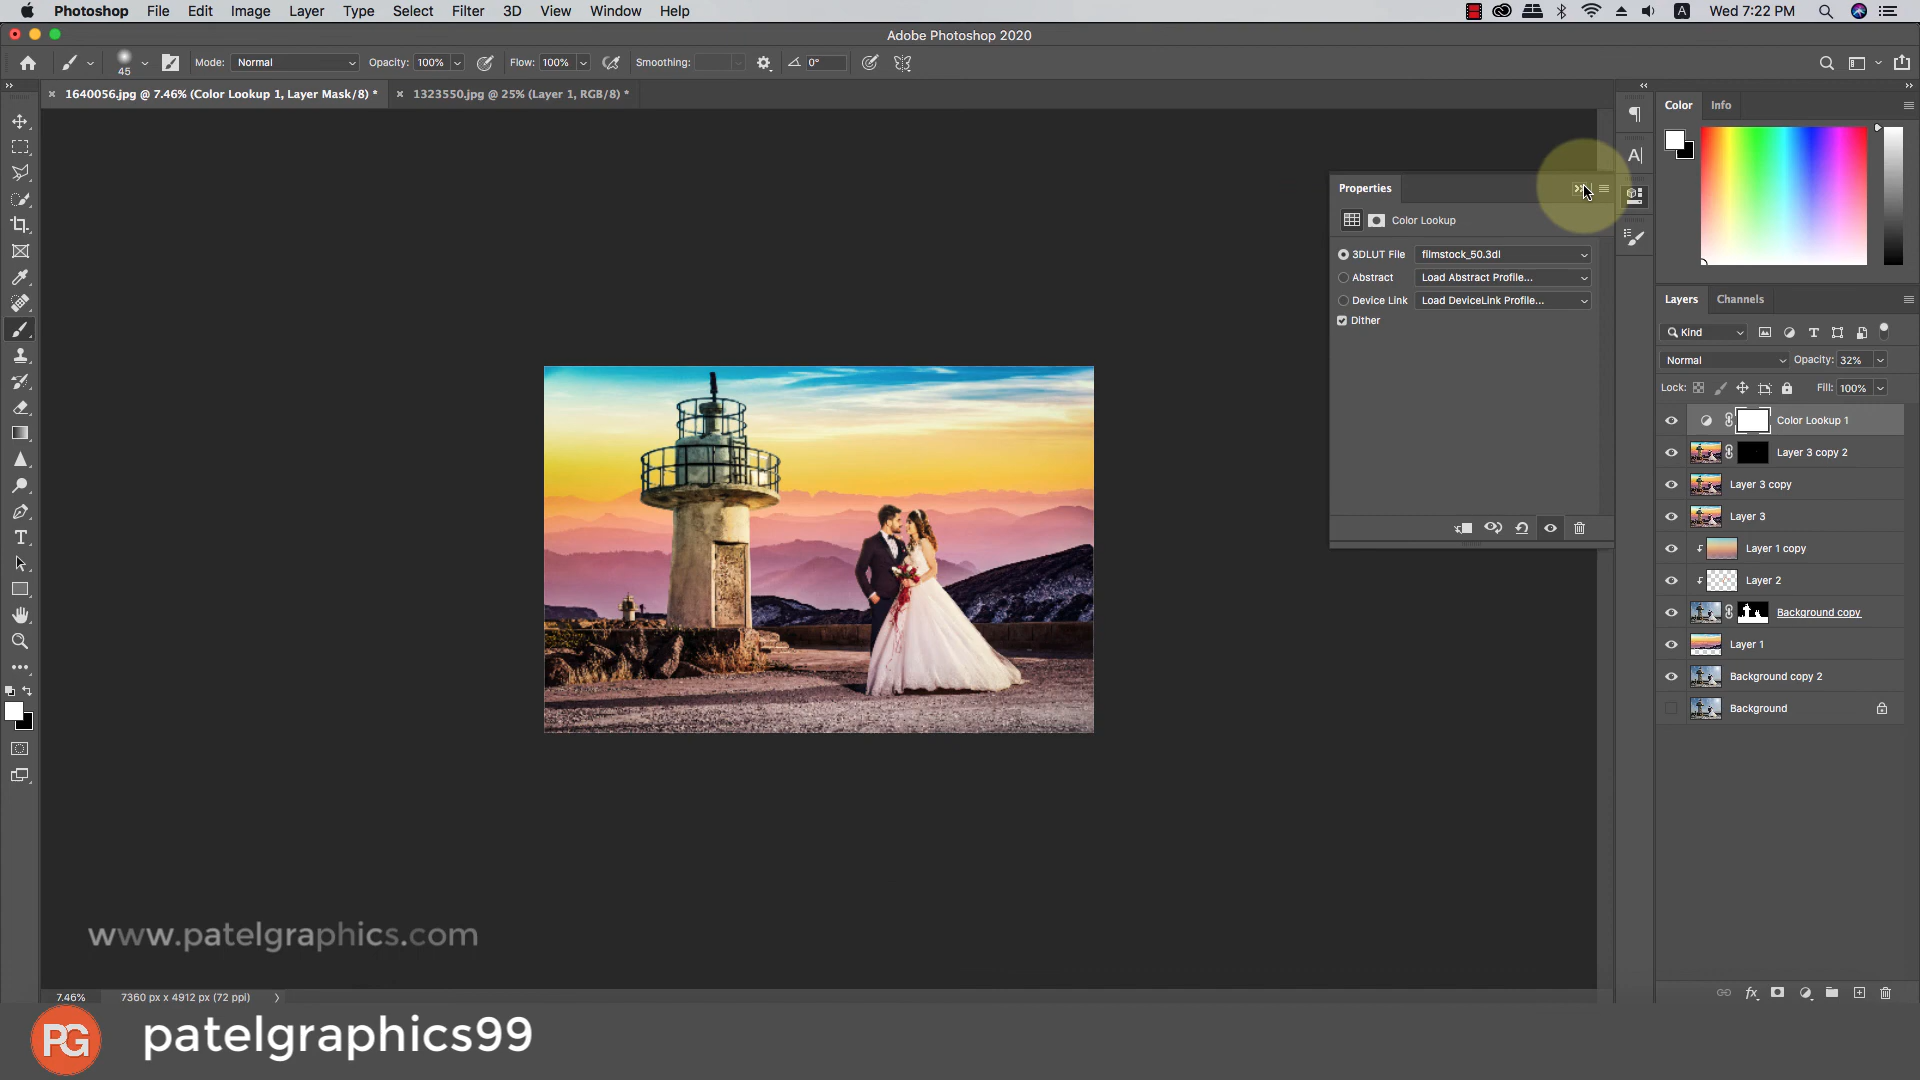 Photoshop File Edit Image Layer Type Select Filter 3D View Window Help
A Wed 7:22 PM
Adobe Photoshop 2020
45 Mode: Normal Opacity: 100% Flow: 100% Smoothing: 0°
1640056.jpg @ 7.46% (Color Lookup 1, Layer Mask/8) *
1323550.jpg @ 25% (Layer 1, RGB/8) *
Color Info
Properties
Color Lookup
3DLUT File filmstock_50.3dl
Abstract Load Abstract Profile...
Device Link Load DeviceLink Profile...
Dither
Layers Channels
Kind
Normal Opacity: 32%
Lock: Fill: 100%
Color Lookup 1
Layer 3 copy 2
Layer 3 copy
Layer 3
Layer 1 copy
Layer 2
Background copy
Layer 1
Background copy 2
Background
www.patelgraphics.com
7.46% 7360 px x 4912 px (72 ppi)
PG patelgraphics99